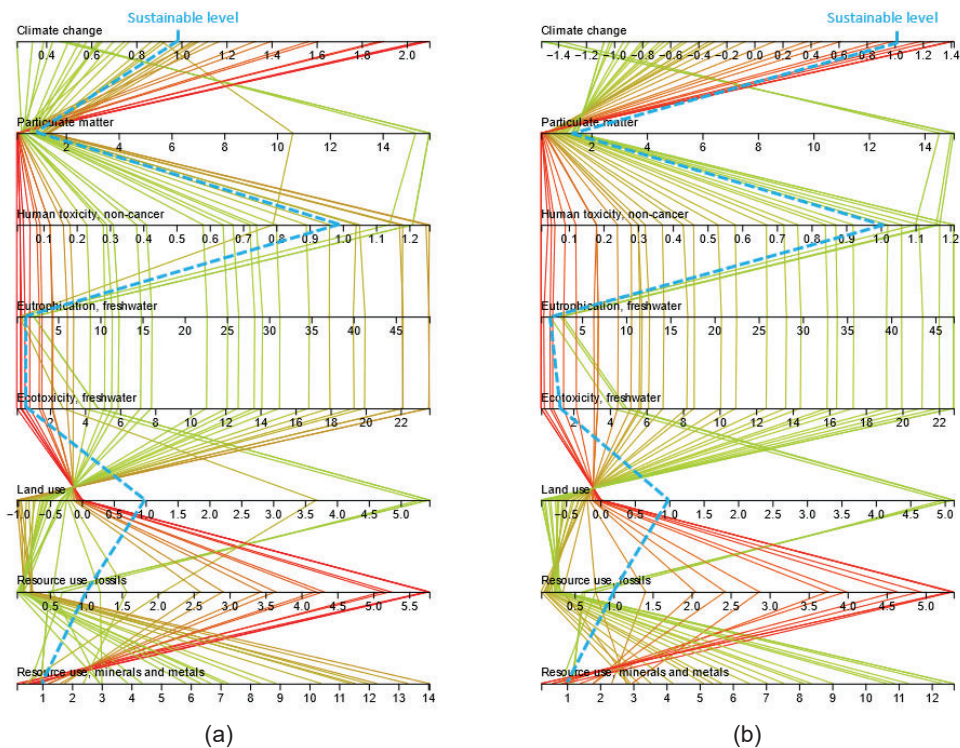 Sustainable level
Climate change
0.4 0.6 0.8 1.0 1.2 1.4 1.6 1.8 2.0
Particulate matter
2 4 6 8 10 12 14
Human toxicity, non-cancer
0.1 0.2 0.3 0.4 0.5 0.6 0.7 0.8 0.9 1.0 1.1 1.2
Eutrophication, freshwater
5 10 15 20 25 30 35 40 45
Ecotoxicity, freshwater
2 4 6 8 10 12 14 16 18 20 22
Land use
−1.0 −0.5 0.0 0.5 1.0 1.5 2.0 2.5 3.0 3.5 4.0 4.5 5.0
Resource use, fossils
0.5 1.0 1.5 2.0 2.5 3.0 3.5 4.0 4.5 5.0 5.5
Resource use, minerals and metals
1 2 3 4 5 6 7 8 9 10 11 12 13 14
(a)
Sustainable level
Climate change
−1.4 −1.2 −1.0 −0.8 −0.6 −0.4 −0.2 0.0 0.2 0.4 0.6 0.8 1.0 1.2 1.4
Particulate matter
2 4 6 8 10 12 14
Human toxicity, non-cancer
0.1 0.2 0.3 0.4 0.5 0.6 0.7 0.8 0.9 1.0 1.1 1.2
Eutrophication, freshwater
5 10 15 20 25 30 35 40 45
Ecotoxicity, freshwater
2 4 6 8 10 12 14 16 18 20 22
Land use
−0.5 0.0 0.5 1.0 1.5 2.0 2.5 3.0 3.5 4.0 4.5 5.0
Resource use, fossils
0.5 1.0 1.5 2.0 2.5 3.0 3.5 4.0 4.5 5.0
Resource use, minerals and metals
1 2 3 4 5 6 7 8 9 10 11 12
(b)